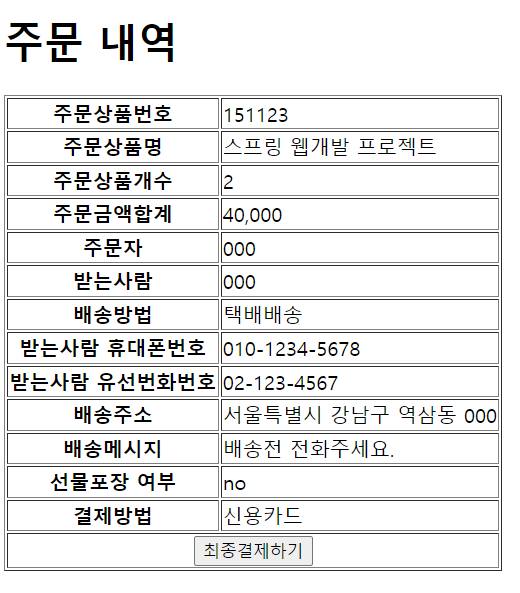 주문 내역
주문상품번호 151123
주문상품명 스프링 웹개발 프로젝트
주문상품개수 2
주문금액합계 40,000
주문자 000
받는사람 000
배송방법 택배배송
받는사람 휴대폰번호 010-1234-5678
받는사람 유선번화번호 02-123-4567
배송주소 서울특별시 강남구 역삼동 000
배송메시지 배송전 전화주세요.
선물포장 여부 no
결제방법 신용카드
최종결제하기